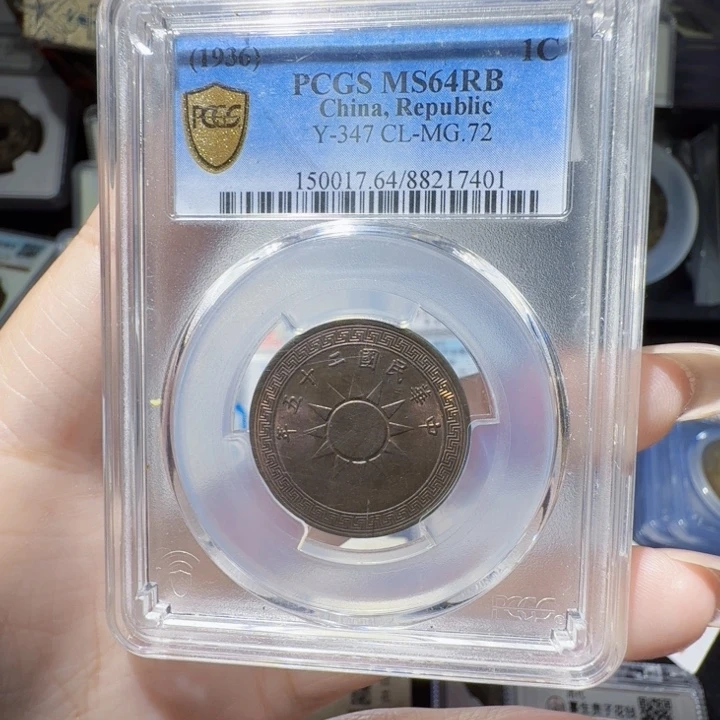 (1936) 1C
PCGS MS64RB
China, Republic
PCGS
Y-347 CL-MG.72
150017.64/88217401
年五十二國民華中
PCGS